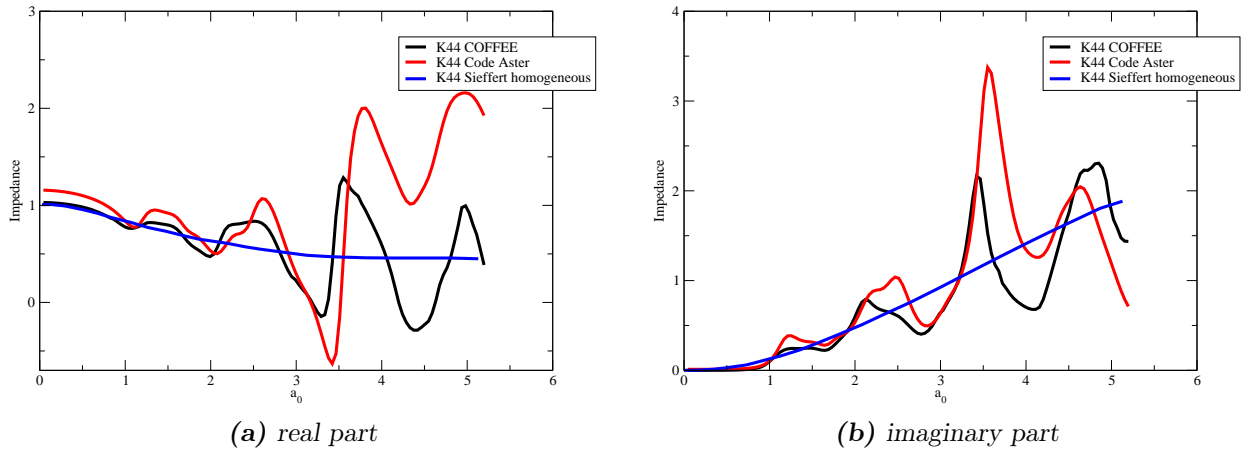 3
2
1
0
Impedance
0 1 2 3 4 5 6
a0
K44 COFFEE
K44 Code Aster
K44 Sieffert homogeneous
(a) real part
4
3
2
1
0
Impedance
0 1 2 3 4 5 6
a0
K44 COFFEE
K44 Code Aster
K44 Sieffert homogeneous
(b) imaginary part